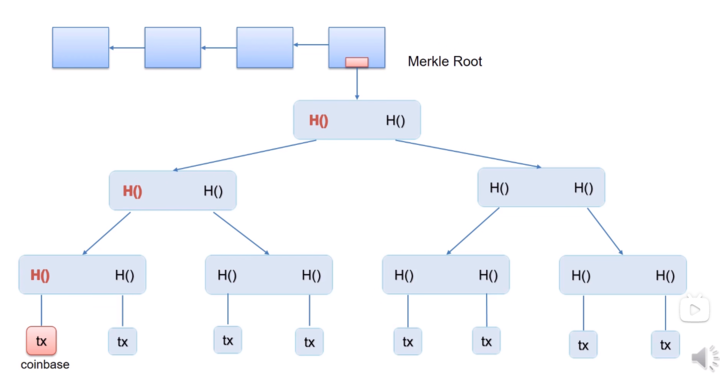 Merkle Root
H() H()
H() H() H() H()
H() H() H() H() H() H() H() H()
tx tx tx tx tx tx tx tx
coinbase